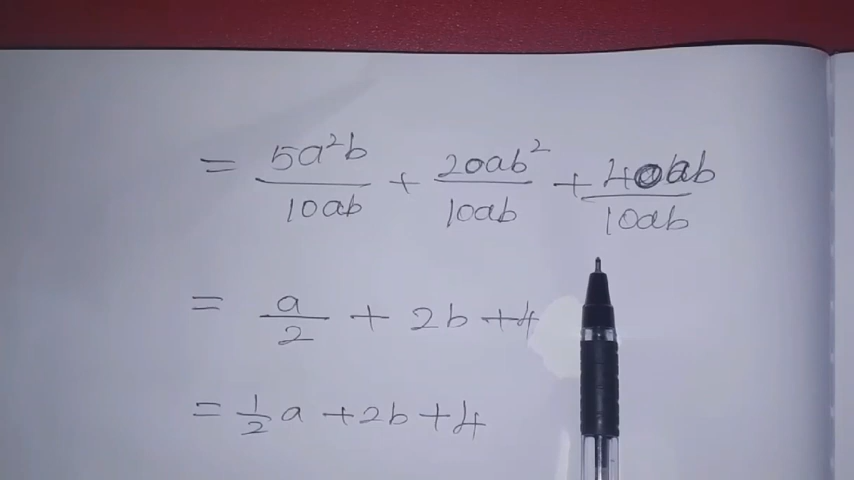 = 5a²b/10ab + 20ab²/10ab + 40ab/10ab
= a/2 + 2b + 4
= 1/2 a + 2b + 4